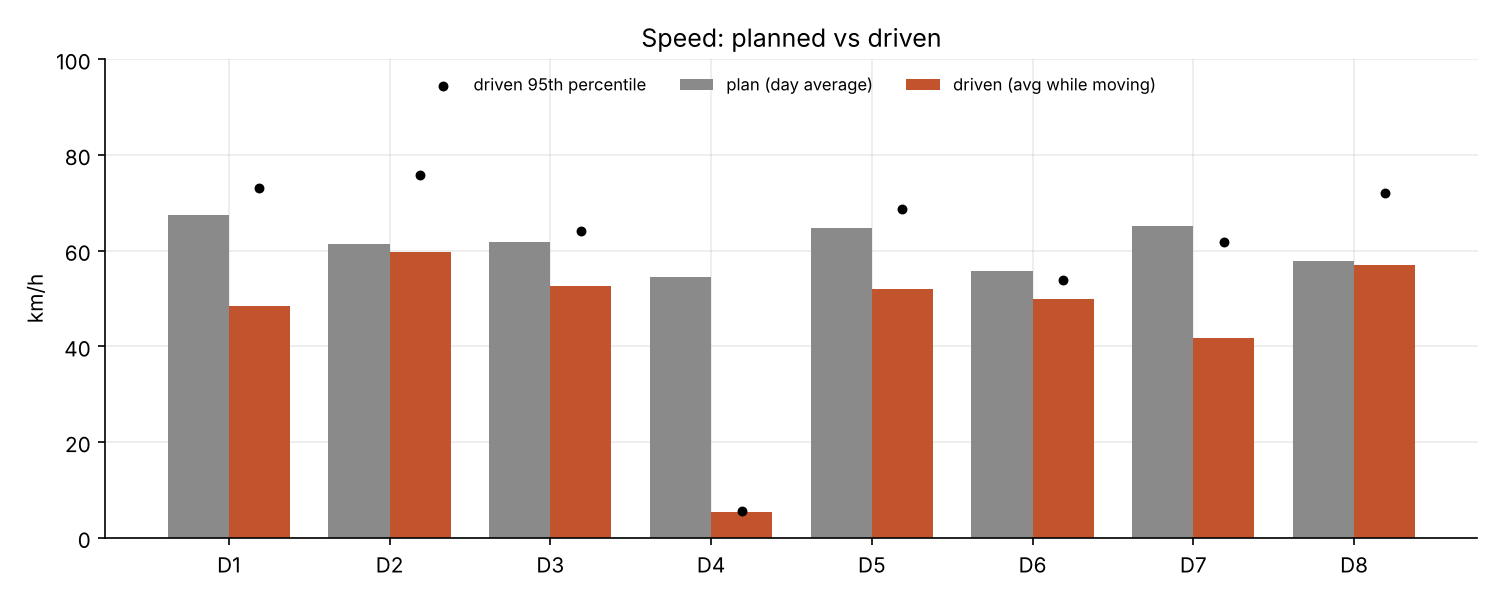 Speed: planned vs driven
driven 95th percentile
plan (day average)
driven (avg while moving)
km/h
100
80
60
40
20
0
D1
D2
D3
D4
D5
D6
D7
D8